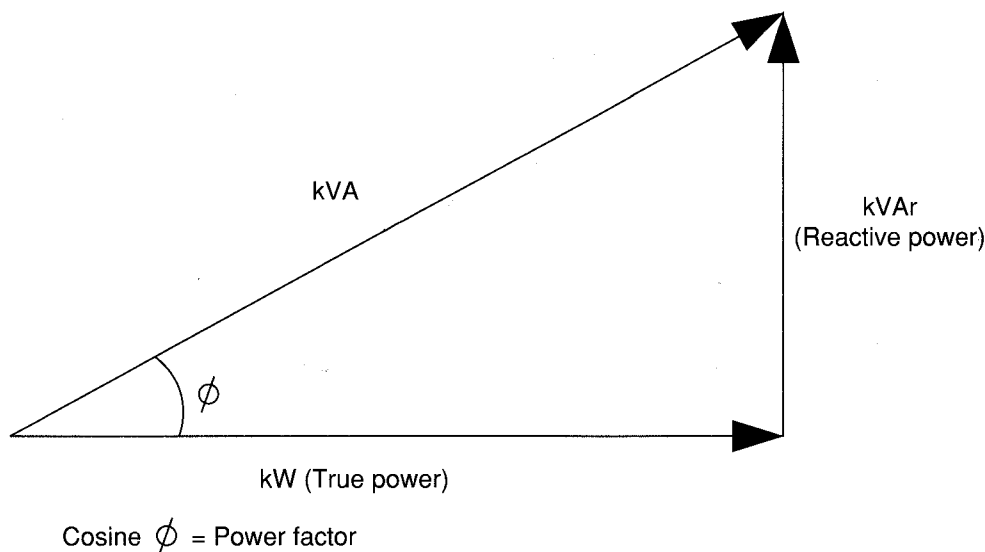 kVA
kVAr
(Reactive power)
ϕ
kW (True power)
Cosine ϕ = Power factor